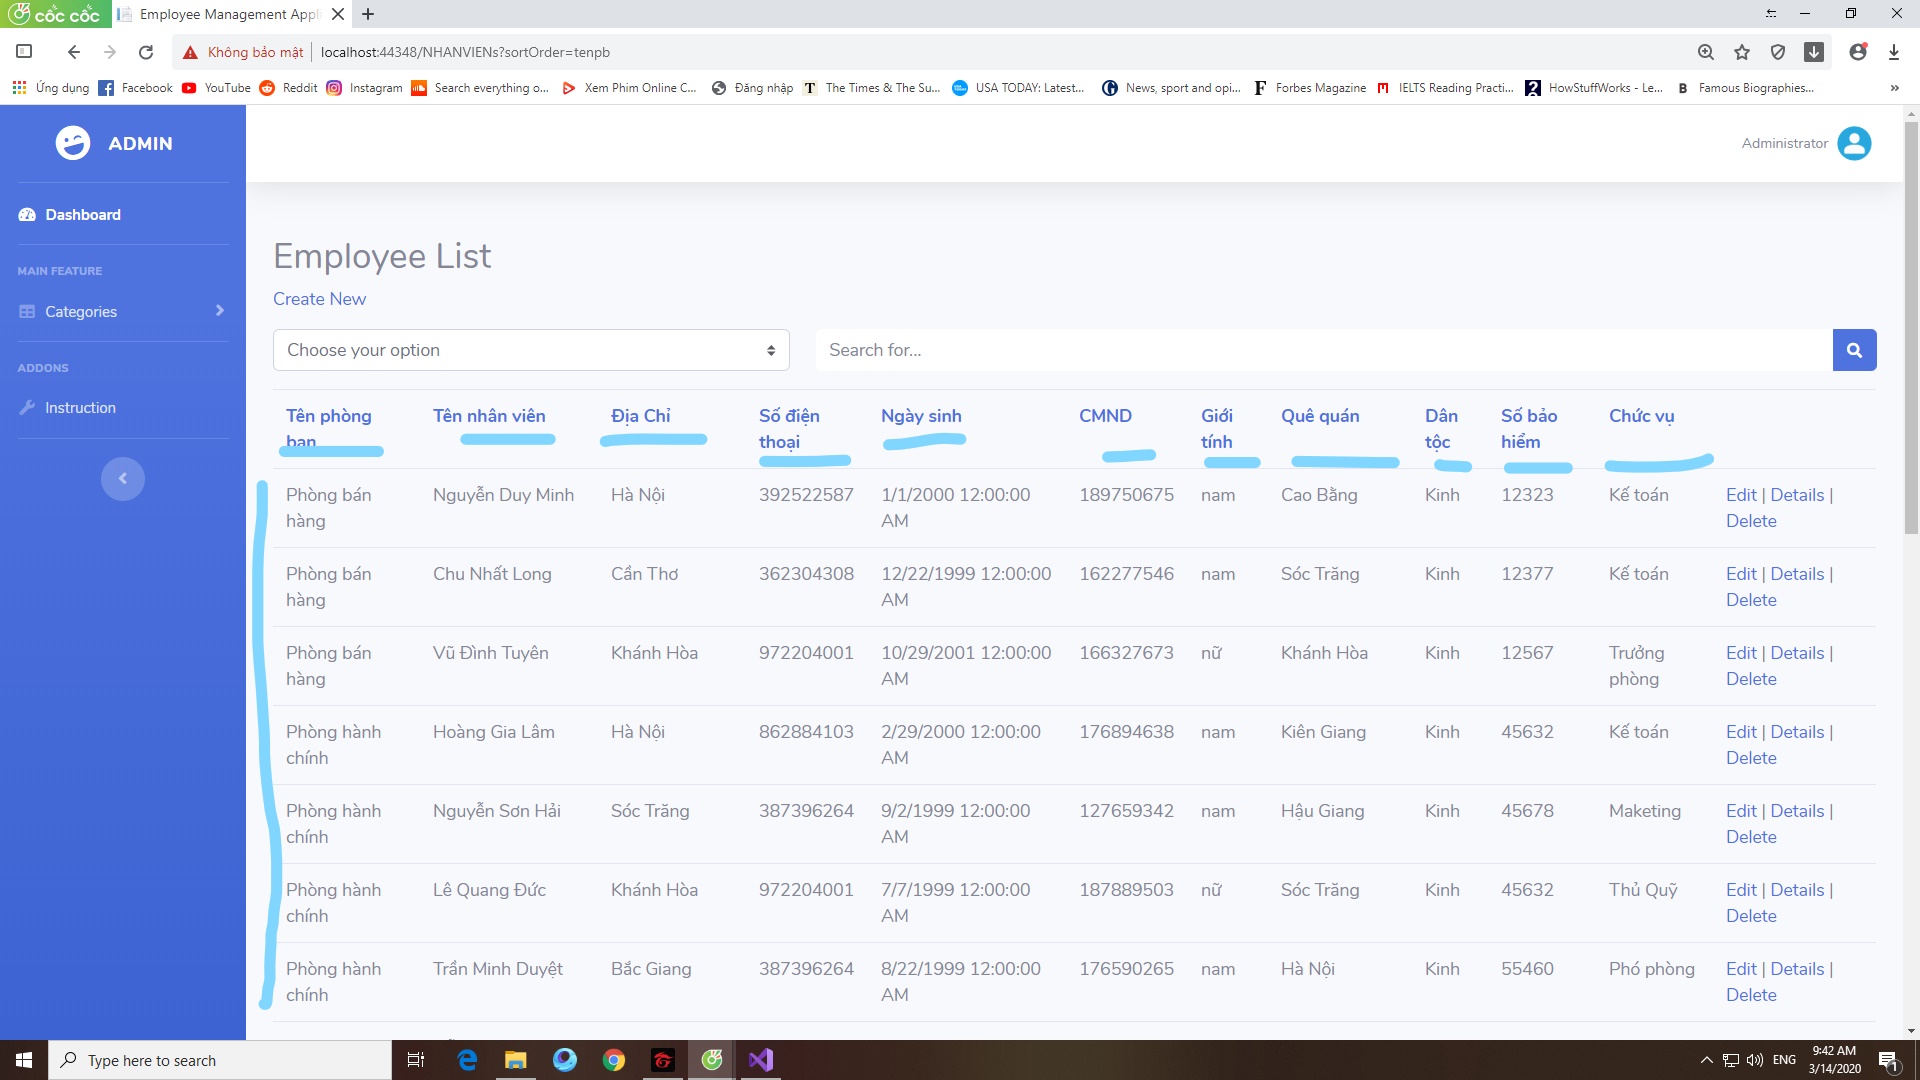 cốc cốc
Employee Management Appl
Không bảo mật
localhost:44348/NHANVIENs?sortOrder=tenpb
Ứng dụng Facebook YouTube Reddit Instagram Search everything o... Xem Phim Online C... Đăng nhập The Times & The Su... USA TODAY: Latest... News, sport and opi... Forbes Magazine IELTS Reading Practi... HowStuffWorks - Le... Famous Biographies... »
ADMIN
Administrator
Dashboard
MAIN FEATURE
Categories
ADDONS
Instruction
Employee List
Create New
Choose your option
Search for...
Tên phòng ban Tên nhân viên Địa Chỉ Số điện thoại Ngày sinh CMND Giới tính Quê quán Dân tộc Số bảo hiểm Chức vụ
Phòng bán hàng Nguyễn Duy Minh Hà Nội 392522587 1/1/2000 12:00:00 AM 189750675 nam Cao Bằng Kinh 12323 Kế toán Edit | Details | Delete
Phòng bán hàng Chu Nhất Long Cần Thơ 362304308 12/22/1999 12:00:00 AM 162277546 nam Sóc Trăng Kinh 12377 Kế toán Edit | Details | Delete
Phòng bán hàng Vũ Đình Tuyên Khánh Hòa 972204001 10/29/2001 12:00:00 AM 166327673 nữ Khánh Hòa Kinh 12567 Trưởng phòng Edit | Details | Delete
Phòng hành chính Hoàng Gia Lâm Hà Nội 862884103 2/29/2000 12:00:00 AM 176894638 nam Kiên Giang Kinh 45632 Kế toán Edit | Details | Delete
Phòng hành chính Nguyễn Sơn Hải Sóc Trăng 387396264 9/2/1999 12:00:00 AM 127659342 nam Hậu Giang Kinh 45678 Maketing Edit | Details | Delete
Phòng hành chính Lê Quang Đức Khánh Hòa 972204001 7/7/1999 12:00:00 AM 187889503 nữ Sóc Trăng Kinh 45632 Thủ Quỹ Edit | Details | Delete
Phòng hành chính Trần Minh Duyệt Bắc Giang 387396264 8/22/1999 12:00:00 AM 176590265 nam Hà Nội Kinh 55460 Phó phòng Edit | Details | Delete
Type here to search
ENG
9:42 AM
3/14/2020
1